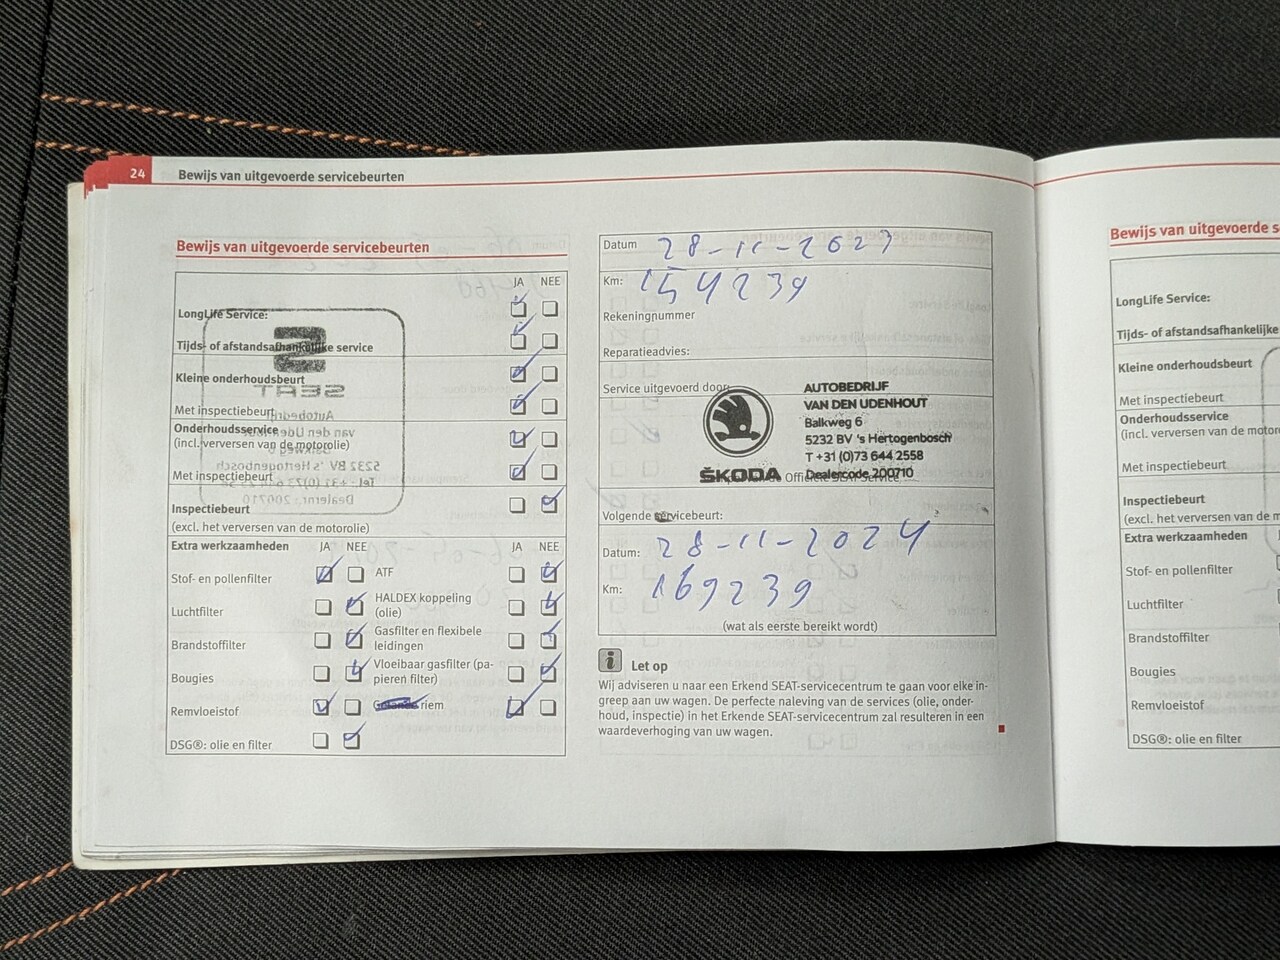 24 Bewijs van uitgevoerde servicebeurten
Bewijs van uitgevoerde servicebeurten
JA NEE
LongLife Service:
Tijds- of afstandsafhankelijke service
Kleine onderhoudsbeurt
Met inspectiebeurt
Onderhoudsservice
(incl. verversen van de motorolie)
Met inspectiebeurt
Inspectiebeurt
(excl. het verversen van de motorolie)
Extra werkzaamheden JA NEE JA NEE
Stof- en pollenfilter ATF
Luchtfilter HALDEX koppeling
(olie)
Brandstoffilter Gasfilter en flexibele
leidingen
Bougies Vloeibaar gasfilter (pa-
pieren filter)
Remvloeistof riem
DSG®: olie en filter
Datum 28-11-2023
Km: 154239
Rekeningnummer
Reparatieadvies:
Service uitgevoerd door:
ŠKODA
AUTOBEDRIJF
VAN DEN UDENHOUT
Balkweg 6
5232 BV 's Hertogenbosch
T +31 (0)73 644 2558
Dealercode 200710
Volgende servicebeurt:
Datum: 28-11-2024
Km: 169239
(wat als eerste bereikt wordt)
i Let op
Wij adviseren u naar een Erkend SEAT-servicecentrum te gaan voor elke in-
greep aan uw wagen. De perfecte naleving van de services (olie, onder-
houd, inspectie) in het Erkende SEAT-servicecentrum zal resulteren in een
waardeverhoging van uw wagen.
Bewijs van uitgevoerde s
LongLife Service:
Tijds- of afstandsafhankelijke
Kleine onderhoudsbeurt
Met inspectiebeurt
Onderhoudsservice
(incl. verversen van de motoro
Met inspectiebeurt
Inspectiebeurt
(excl. het verversen van de m
Extra werkzaamheden
Stof- en pollenfilter
Luchtfilter
Brandstoffilter
Bougies
Remvloeistof
DSG®: olie en filter